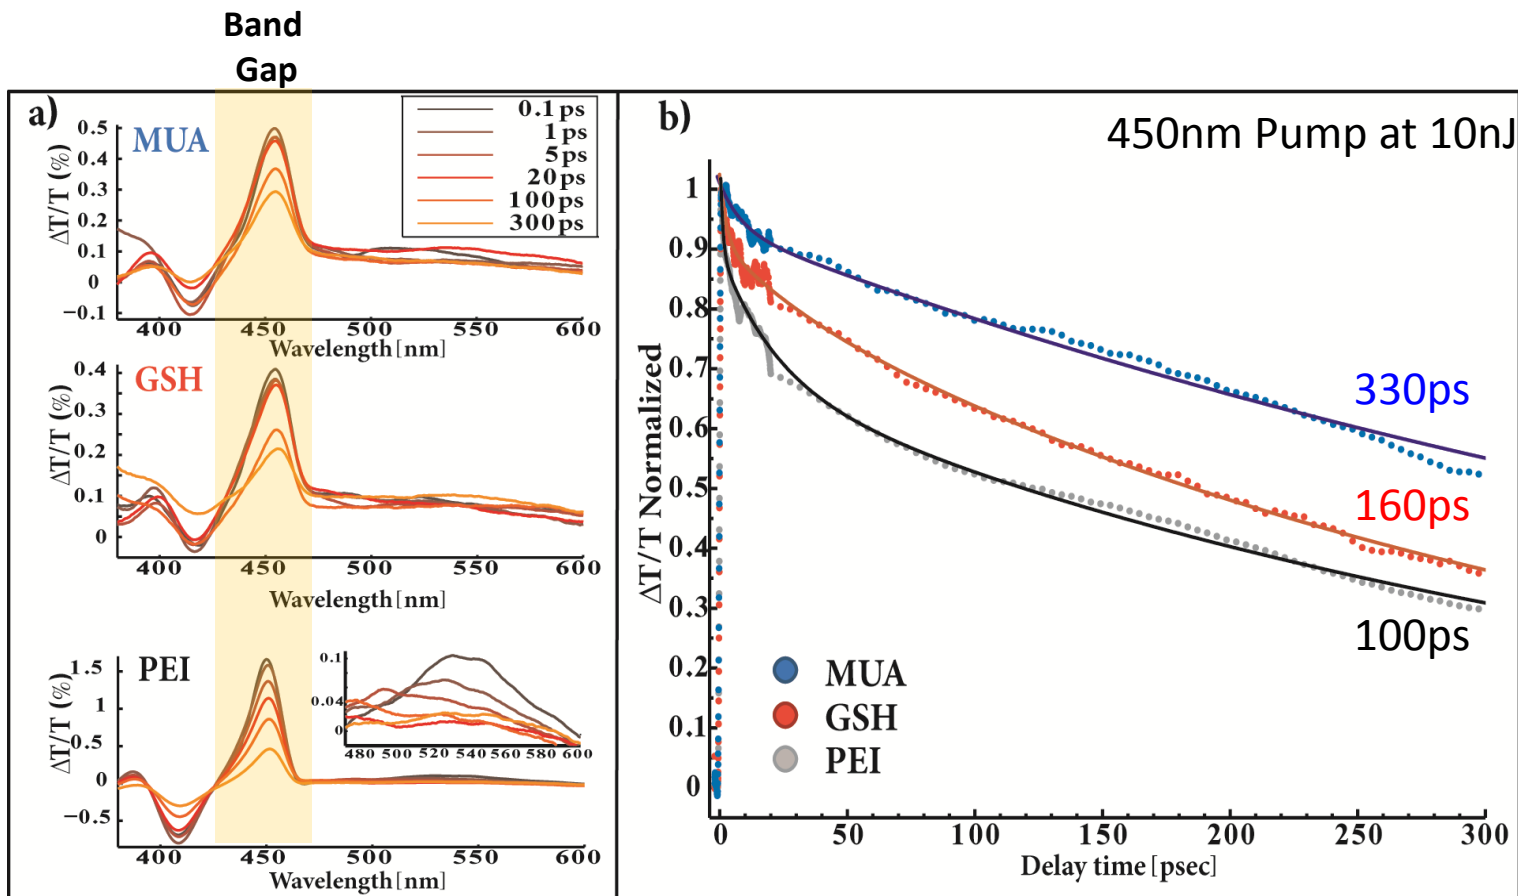 Band
Gap
a)
MUA
0.1 ps
1 ps
5 ps
20 ps
100 ps
300 ps
ΔT/T (%)
0.5
0.4
0.3
0.2
0.1
0
−0.1
400 450 500 550 600
Wavelength[nm]
GSH
ΔT/T (%)
0.4
0.3
0.2
0.1
0
400 450 500 550 600
Wavelength[nm]
PEI
ΔT/T (%)
1.5
1
0.5
0
−0.5
0.1
0.04
0
480 500 520 540 560 580 600
400 450 500 550 600
Wavelength[nm]
b)
450nm Pump at 10nJ
ΔT/T Normalized
1
0.9
0.8
0.7
0.6
0.5
0.4
0.3
0.2
0.1
0
330ps
160ps
100ps
MUA
GSH
PEI
0 50 100 150 200 250 300
Delay time [psec]